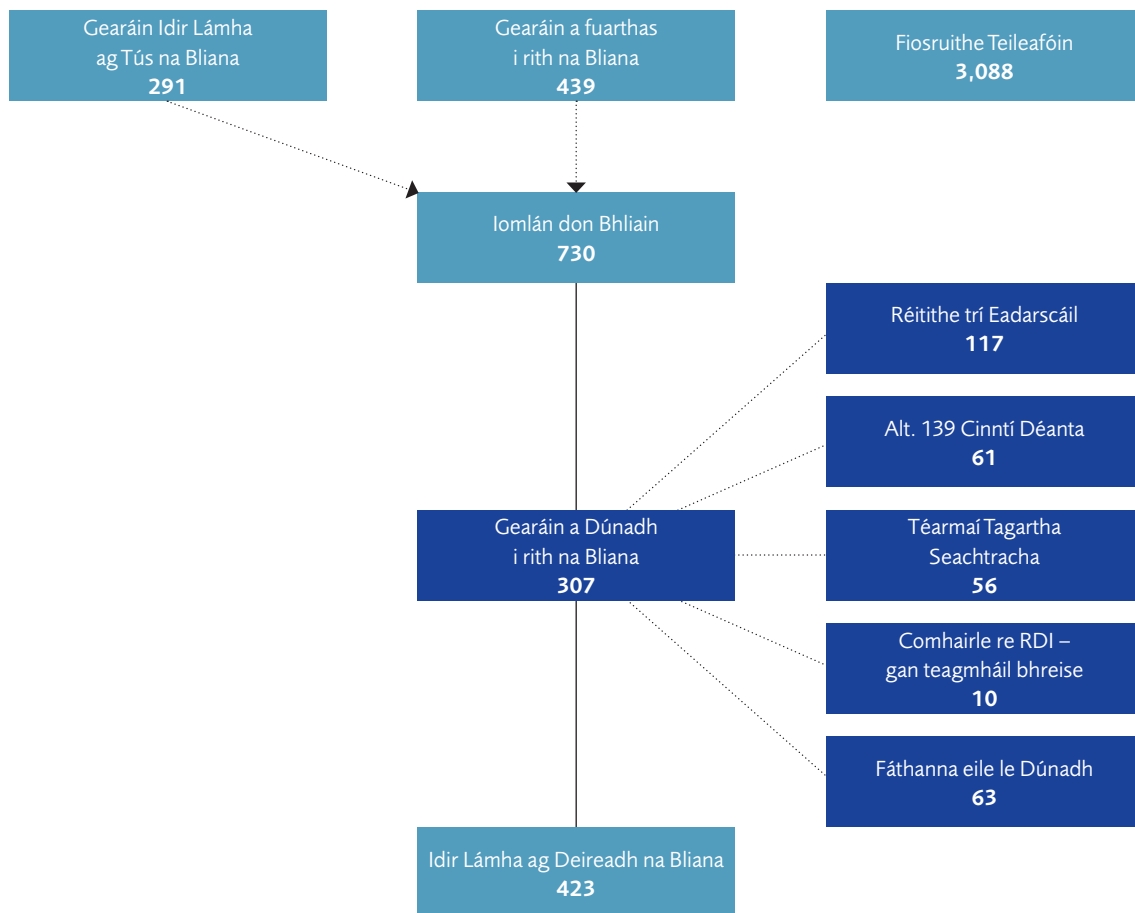 Gearáin Idir Lámha
ag Tús na Bliana
291
Gearáin a fuarthas
i rith na Bliana
439
Fiosruithe Teileafóin
3,088
Iomlán don Bhliain
730
Réitithe trí Eadarscáil
117
Alt. 139 Cinntí Déanta
61
Gearáin a Dúnadh
i rith na Bliana
307
Téarmaí Tagartha
Seachtracha
56
Comhairle re RDI –
gan teagmháil bhreise
10
Fáthanna eile le Dúnadh
63
Idir Lámha ag Deireadh na Bliana
423